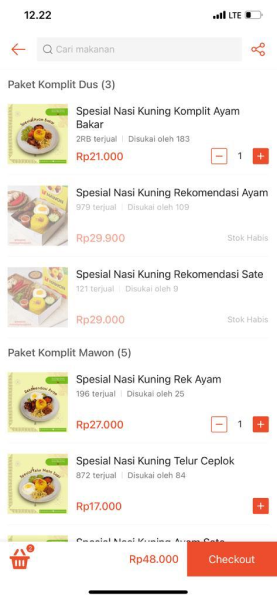 12.22
LTE
Cari makanan
Paket Komplit Dus (3)
Spesial Nasi Kuning Komplit Ayam
Bakar
2RB terjual | Disukai oleh 183
Rp21.000
1
Spesial Nasi Kuning Rekomendasi Ayam
979 terjual | Disukai oleh 109
Rp29.900
Stok Habis
Spesial Nasi Kuning Rekomendasi Sate
121 terjual | Disukai oleh 9
Rp29.000
Stok Habis
Paket Komplit Mawon (5)
Spesial Nasi Kuning Rek Ayam
196 terjual | Disukai oleh 25
Rp27.000
1
Spesial Nasi Kuning Telur Ceplok
872 terjual | Disukai oleh 84
Rp17.000
Spesial Nasi Kuning Ayam Sate
2
Rp48.000
Checkout